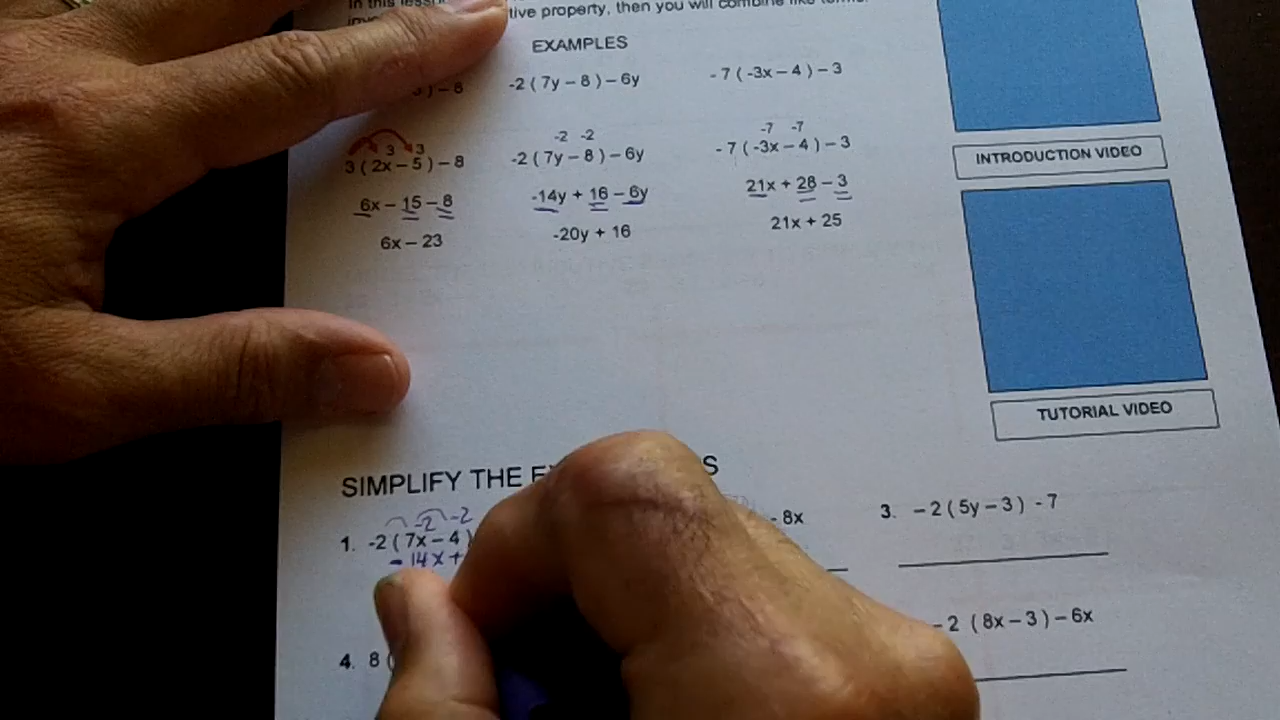 In this
tive property, then you will combine like terms.
EXAMPLES
) – 8
-2 ( 7y – 8 ) – 6y
- 7 ( -3x – 4 ) – 3
3 3
3 ( 2x – 5 ) – 8
6x – 15 – 8
6x – 23
-2 -2
-2 ( 7y – 8 ) – 6y
-14y + 16 – 6y
-20y + 16
-7 -7
- 7 ( -3x – 4 ) – 3
21x + 28 – 3
21x + 25
INTRODUCTION VIDEO
TUTORIAL VIDEO
SIMPLIFY THE
S
-2 -2
1. -2 ( 7x – 4 )
- 14x +
- 8x
3. – 2 ( 5y – 3 ) - 7
4. 8 (
– 2 ( 8x – 3 ) – 6x